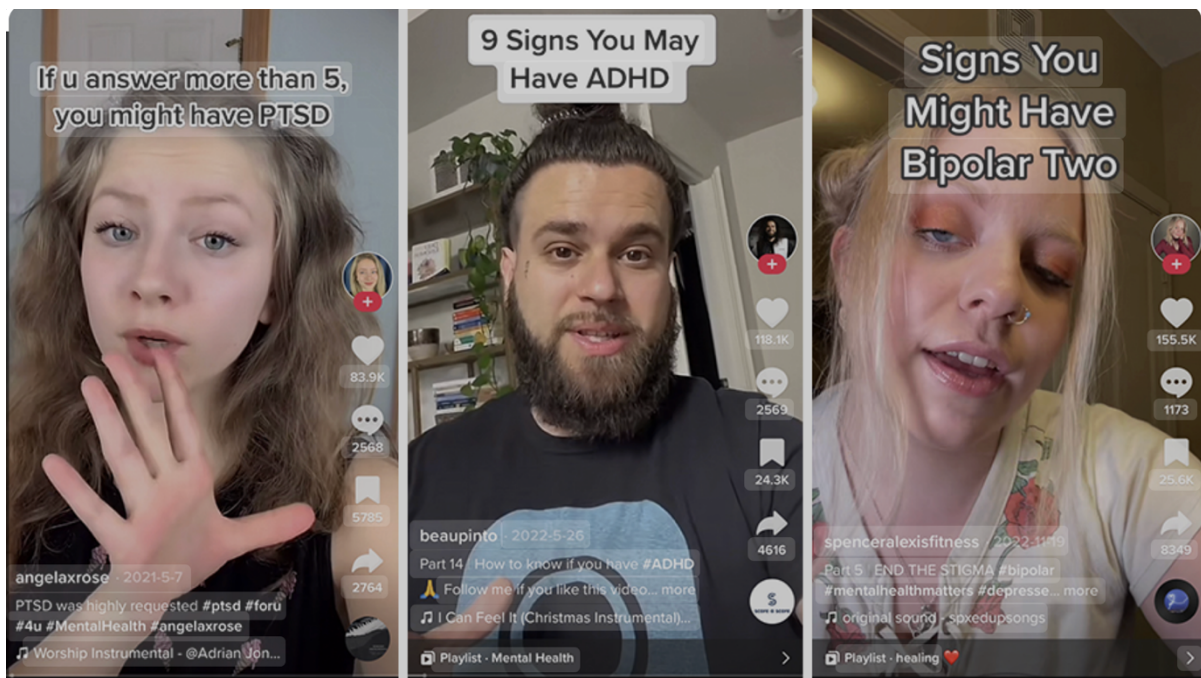 If u answer more than 5,
you might have PTSD
83.9K
2568
5785
2764
angelaxrose · 2021-5-7
PTSD was highly requested #ptsd #foru
#4u #MentalHealth #angelaxrose
Worship Instrumental - @Adrian Jon...
9 Signs You May
Have ADHD
118.1K
2569
24.3K
4616
beaupinto · 2022-5-26
Part 14 How to know if you have #ADHD
🙏 Follow me if you like this video... more
I Can Feel It (Christmas Instrumental)...
Playlist · Mental Health
Signs You
Might Have
Bipolar Two
155.5K
1173
25.6K
8349
spenceralexisfitness · 2022-11-19
Part 5 END THE STIGMA #bipolar
#mentalhealthmatters #depresse... more
original sound - spxedupsongs
Playlist · healing ❤️